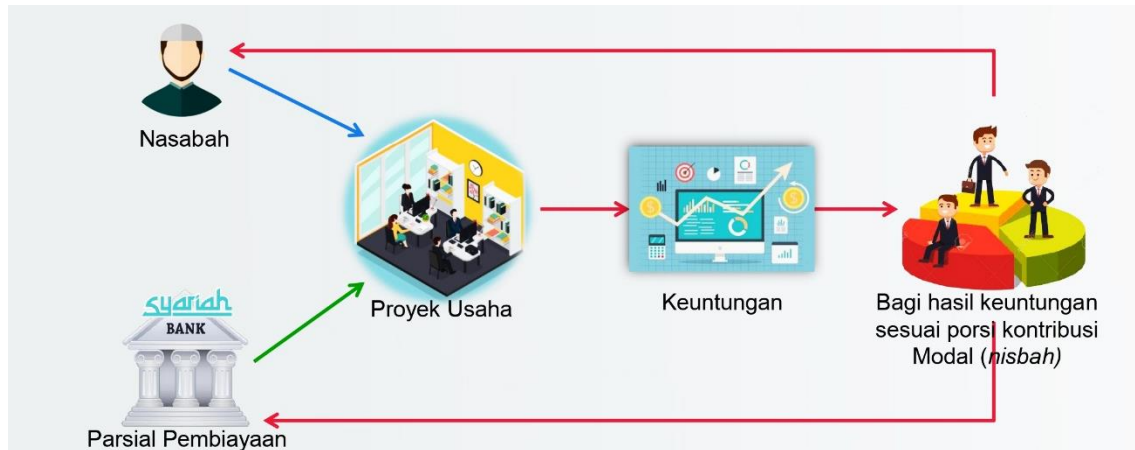 Nasabah
syariah
BANK
Parsial Pembiayaan
Proyek Usaha
Keuntungan
Bagi hasil keuntungan
sesuai porsi kontribusi
Modal (nisbah)